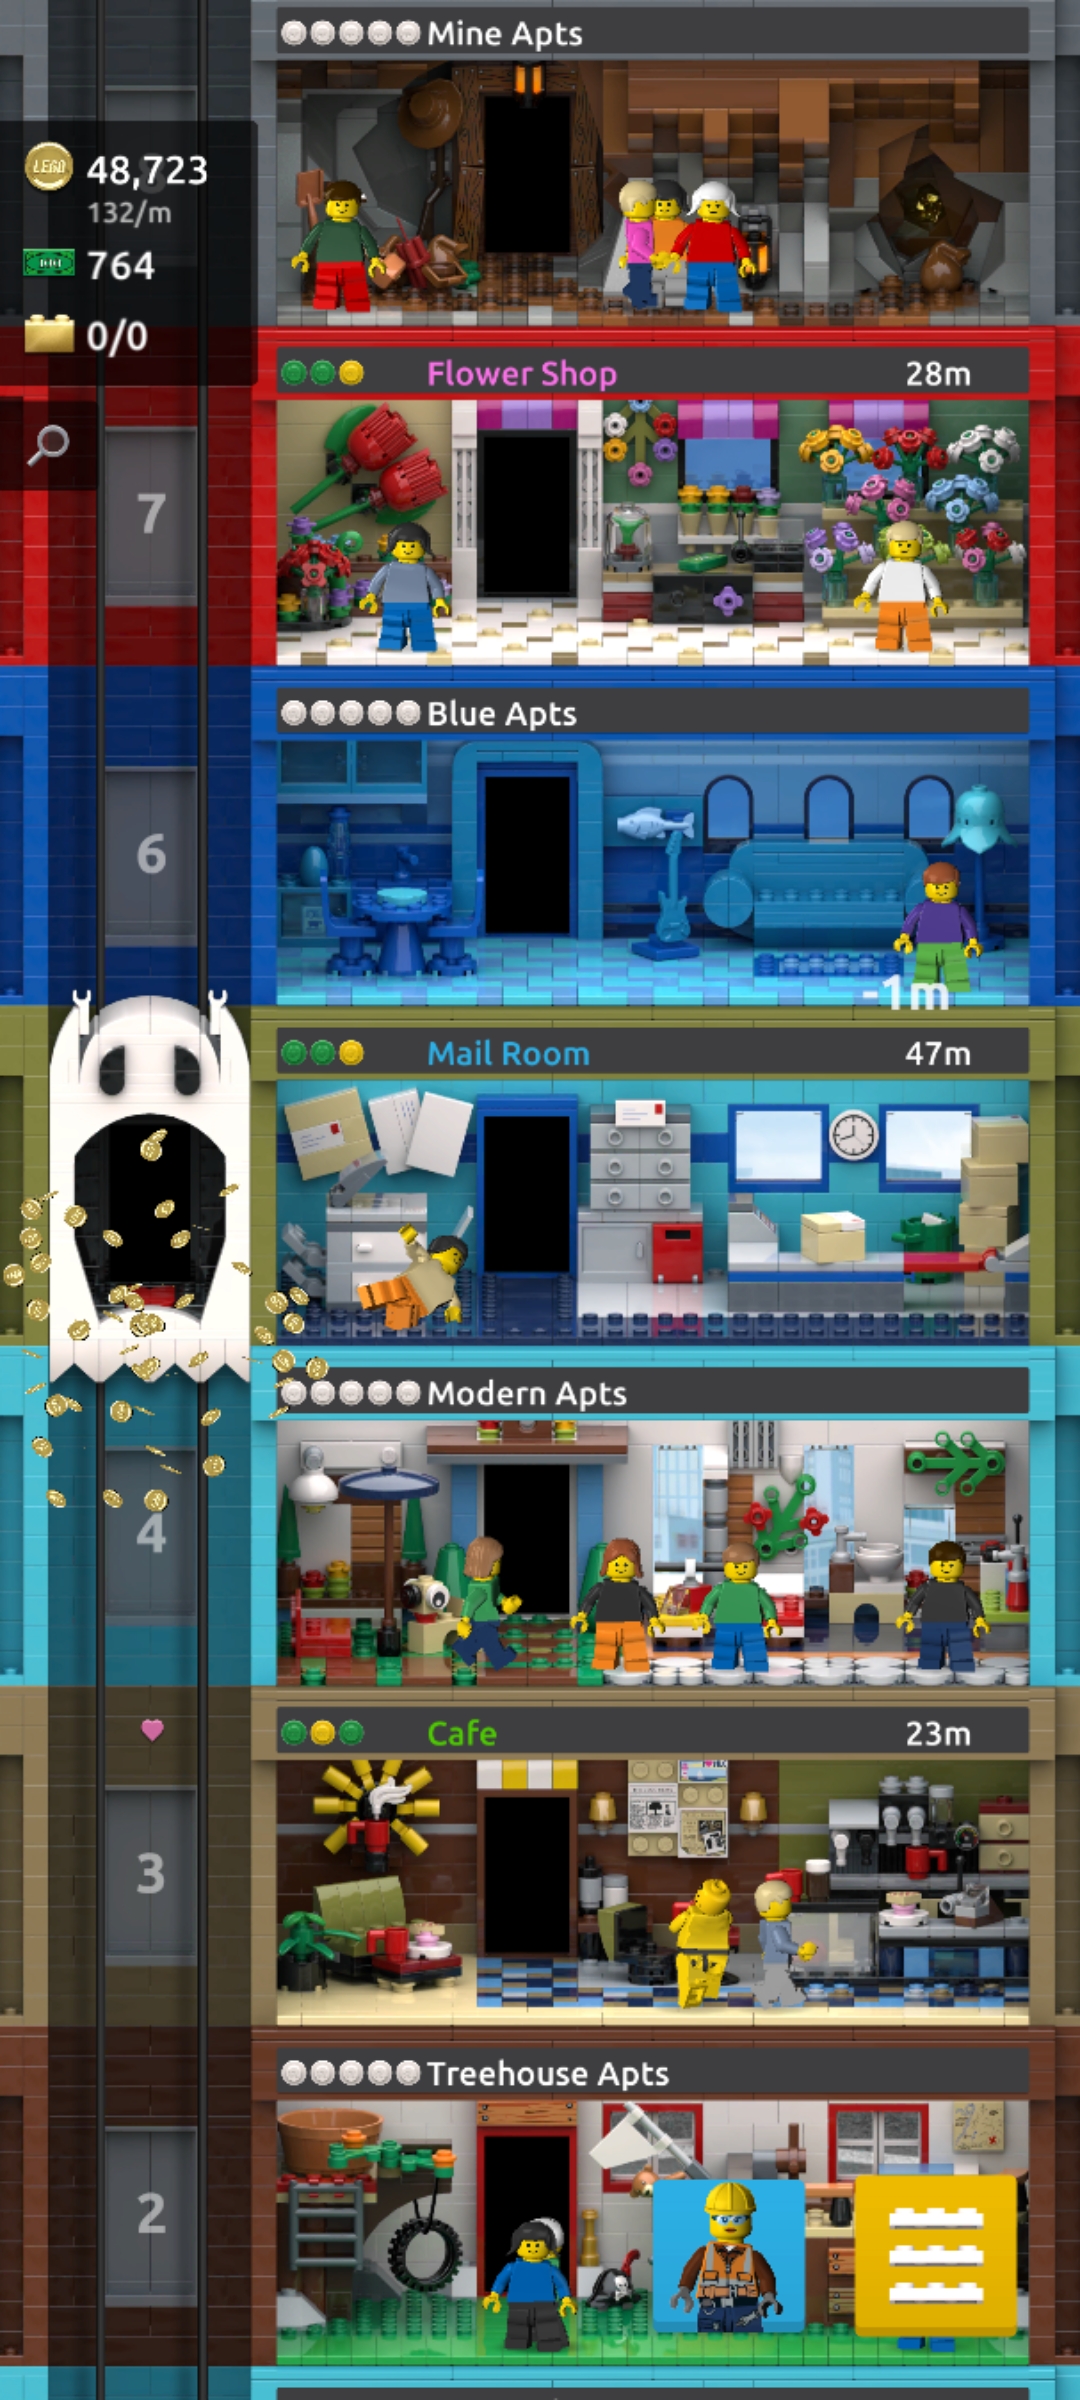 Mine Apts
LEGO 48,723
132/m
764
0/0
Flower Shop 28m
7
Blue Apts
6
-1m
Mail Room 47m
Modern Apts
4
Cafe 23m
3
Treehouse Apts
2